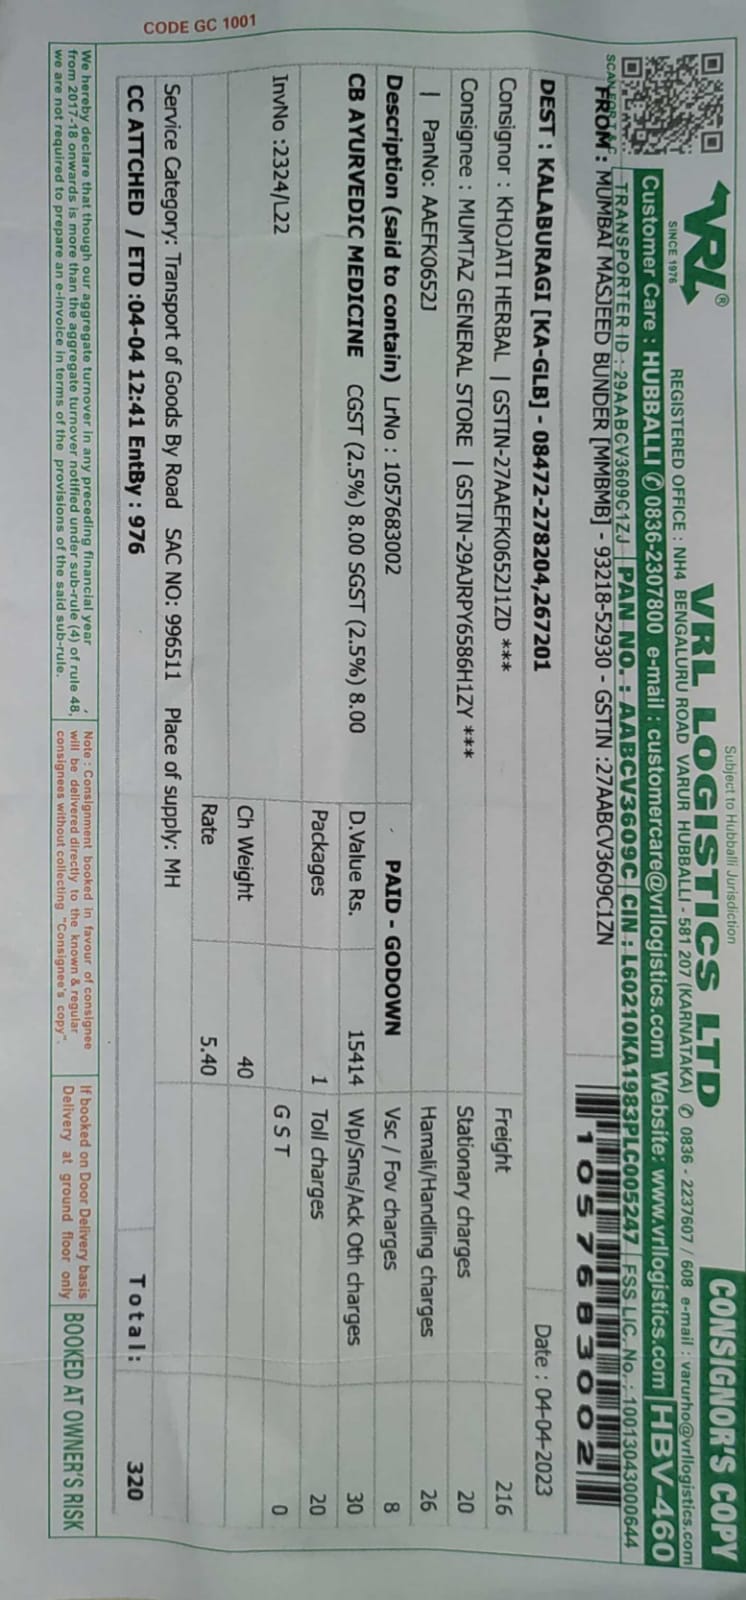 CODE GC 1001
Subject to Hubballi Jurisdiction
CONSIGNOR'S COPY
VRL®
SINCE 1976
VRL LOGISTICS LTD
REGISTERED OFFICE : NH4 BENGALURU ROAD VARUR HUBBALLI - 581 207 (KARNATAKA) ✆ 0836 - 2237607 / 608 e-mail : varurho@vrllogistics.com
Customer Care : HUBBALLI ✆ 0836-2307800 e-mail : customercare@vrllogistics.com Website: www.vrllogistics.com HBV-460
TRANSPORTER ID : 29AABCV3609C1ZJ PAN NO. : AABCV3609C CIN : L60210KA1983PLC005247 FSS LIC. No. : 10013043000644
FROM : MUMBAI MASJEED BUNDER [MMBMB] - 93218-52930 - GSTIN :27AABCV3609C1ZN
1057683002
DEST : KALABURAGI [KA-GLB] - 08472-278204,267201
Date : 04-04-2023
Consignor : KHOJATI HERBAL | GSTIN-27AAEFK0652J1ZD ***
Freight 216
Consignee : MUMTAZ GENERAL STORE | GSTIN-29AJRPY6586H1ZY ***
Stationary charges 20
| PanNo: AAEFK0652J
Hamali/Handling charges 26
Description (said to contain) LrNo : 1057683002
PAID - GODOWN
Vsc / Fov charges 8
CB AYURVEDIC MEDICINE CGST (2.5%) 8.00 SGST (2.5%) 8.00
D.Value Rs. 15414
Wp/Sms/Ack Oth charges 30
Packages 1
Toll charges 20
InvNo :2324/L22
G S T 0
Ch Weight 40
Rate 5.40
Service Category: Transport of Goods By Road SAC NO: 996511 Place of supply: MH
CC ATTCHED / ETD :04-04 12:41 EntBy : 976
Total: 320
We hereby declare that though our aggregate turnover in any preceding financial year
from 2017-18 onwards is more than the aggregate turnover notified under sub-rule (4) of rule 48,
we are not required to prepare an e-invoice in terms of the provisions of the said sub-rule.
Note : Consignment booked in favour of consignee
will be delivered directly to the known & regular
consignees without collecting "Consignee's copy".
If booked on Door Delivery basis
Delivery at ground floor only
BOOKED AT OWNER'S RISK